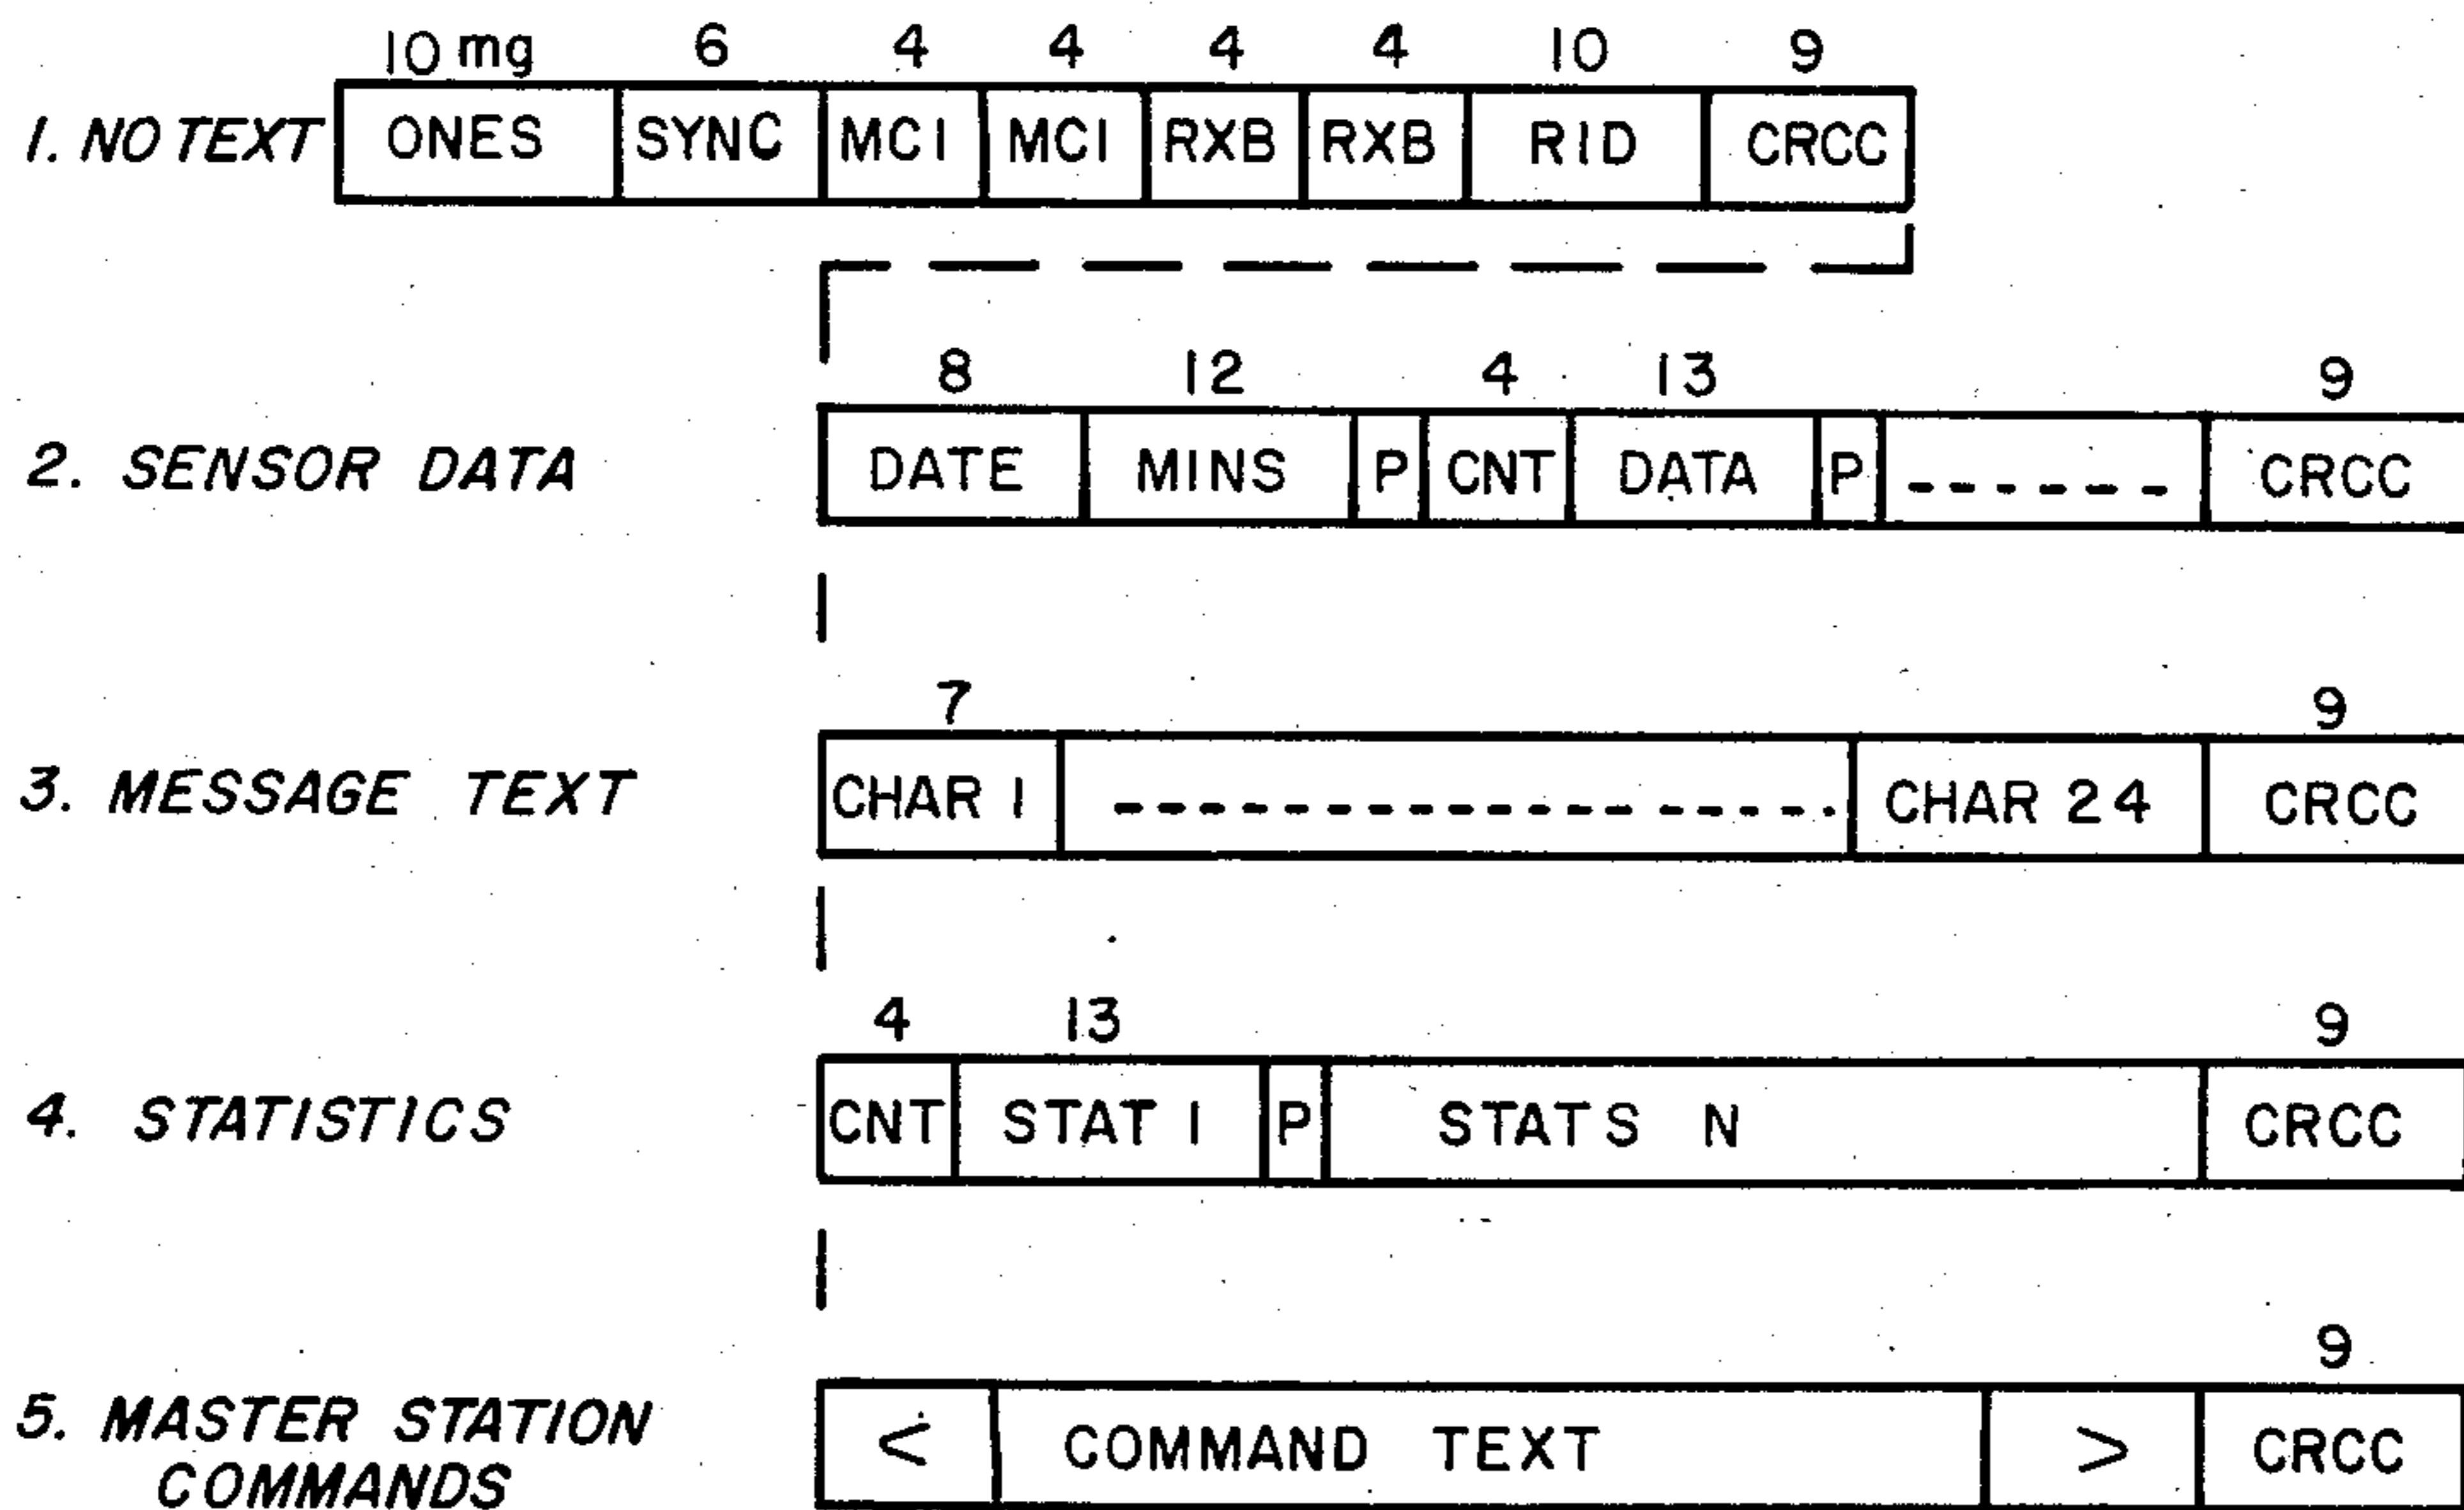 10 mg 6 4 4 4 4 10 9
1. NO TEXT ONES SYNC MCI MCI RXB RXB RID CRCC
8 12 4 13 9
2. SENSOR DATA DATE MINS P CNT DATA P ------ CRCC
7 9
3. MESSAGE TEXT CHAR 1 ----------------- CHAR 24 CRCC
4 13 9
4. STATISTICS CNT STAT 1 P STATS N CRCC
9
5. MASTER STATION < COMMAND TEXT > CRCC
COMMANDS